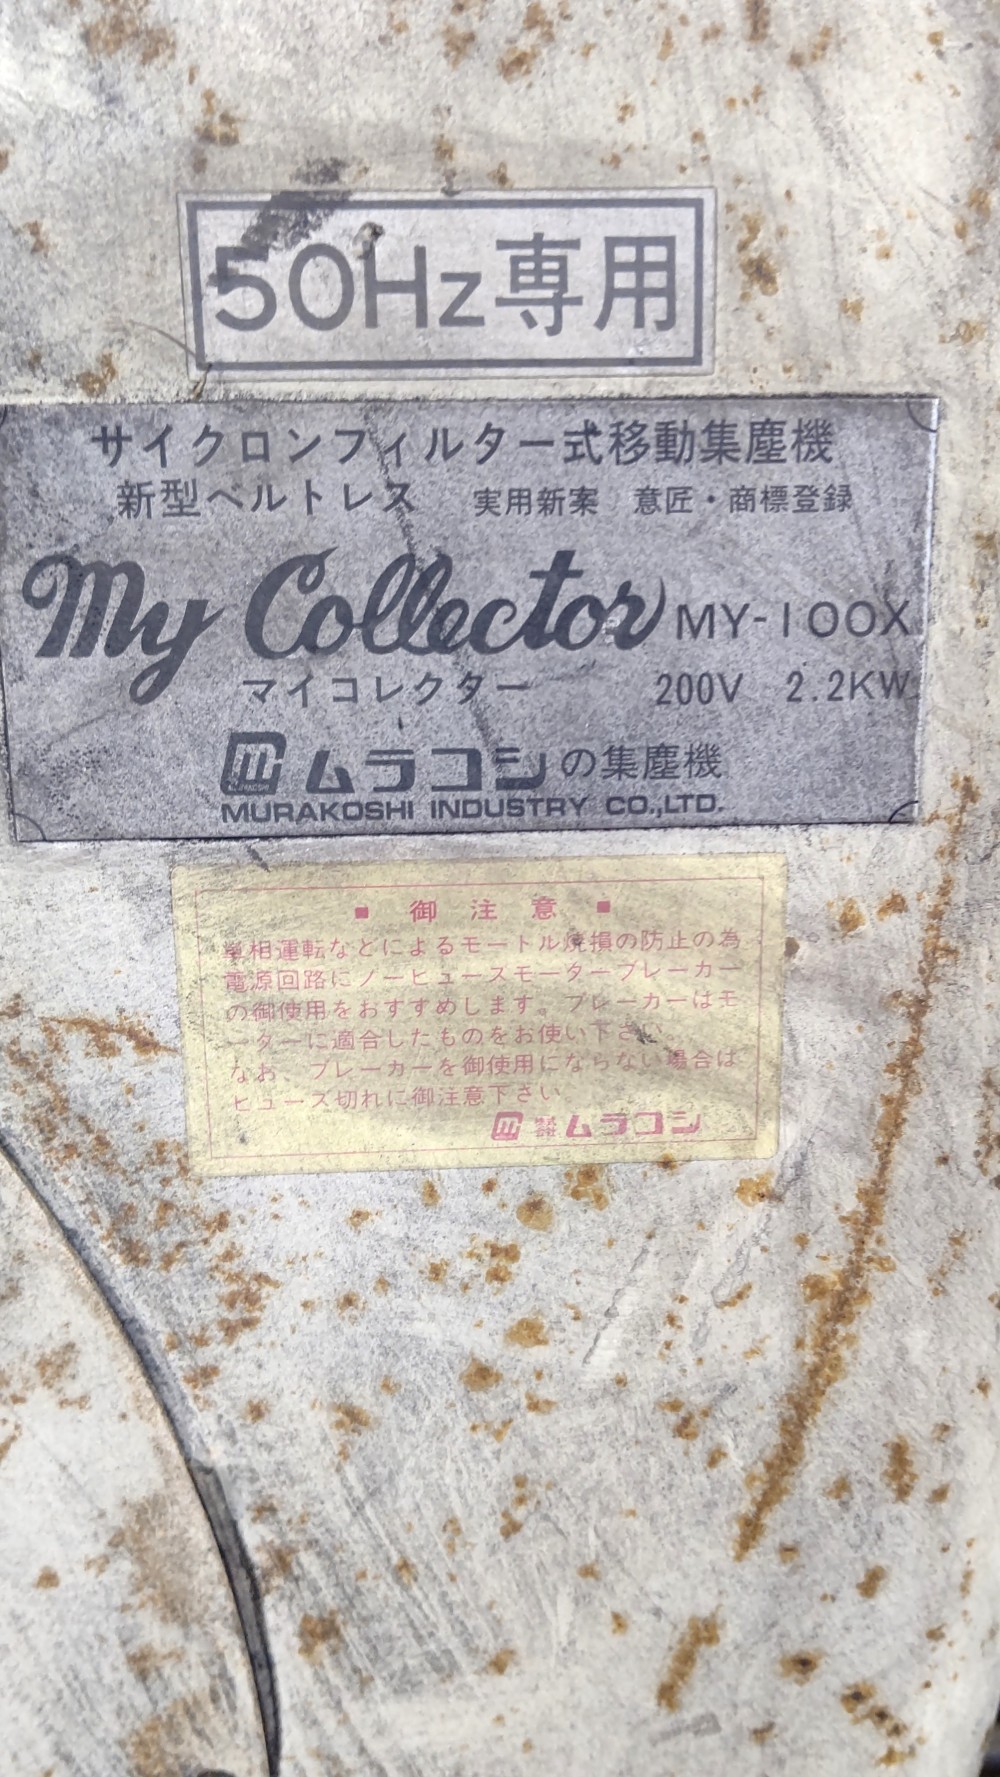 50Hz専用
サイクロンフィルター式移動集塵機
新型ベルトレス 実用新案 意匠・商標登録
My Collector MY-100X
マイコレクター 200V 2.2KW
ムラコシの集塵機
MURAKOSHI INDUSTRY CO.,LTD.
■ 御注意 ■
単相運転などによるモートル焼損の防止の為
電源回路にノーヒューズモーターブレーカー
の御使用をおすすめします。ブレーカーはモ
ーターに適合したものをお使い下さい。
なお、ブレーカーを御使用にならない場合は
ヒューズ切れに御注意下さい
株式会社 ムラコシ